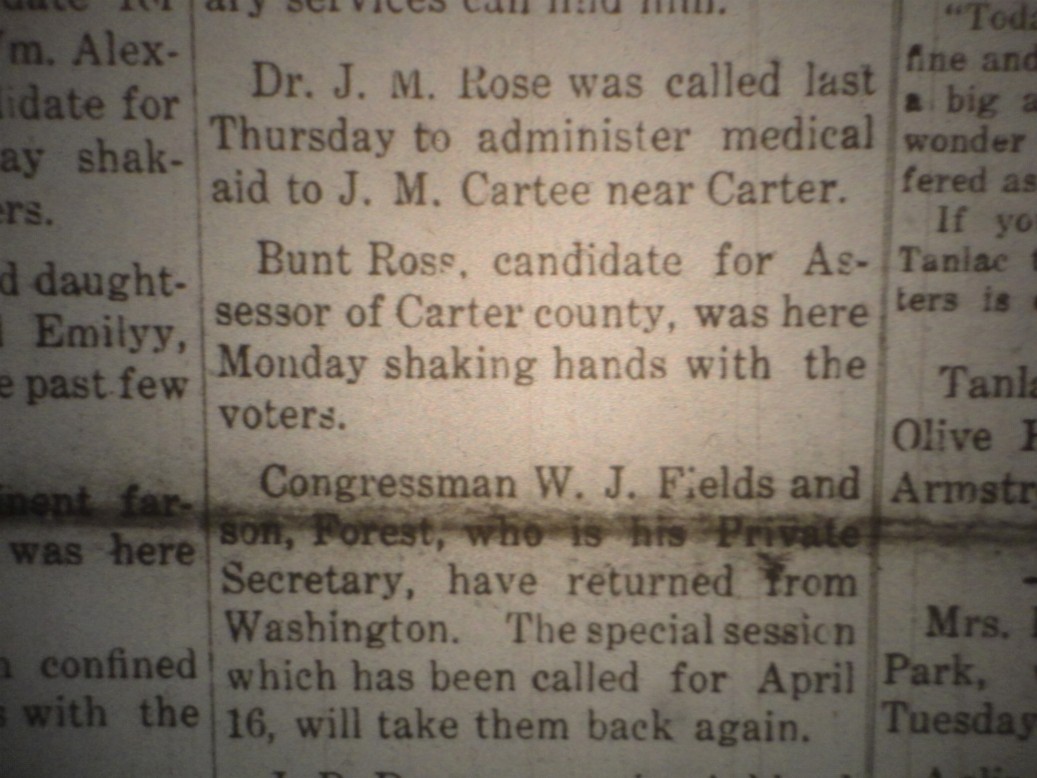 ary services can find him.
Dr. J. M. Rose was called last
Thursday to administer medical
aid to J. M. Cartee near Carter.
Bunt Ross, candidate for As-
sessor of Carter county, was here
Monday shaking hands with the
voters.
Congressman W. J. Fields and
son, Forest, who is his Private
Secretary, have returned from
Washington. The special session
which has been called for April
16, will take them back again.
m. Alex-
idate for
ay shak-
ers.
d daught-
Emilyy,
e past few
inent far-
was here
confined
s with the
"Toda
fine and
a big a
wonder
fered as
If yo
Tanlac t
ters is
Tanla
Olive H
Armstr
Mrs.
Park,
Tuesday